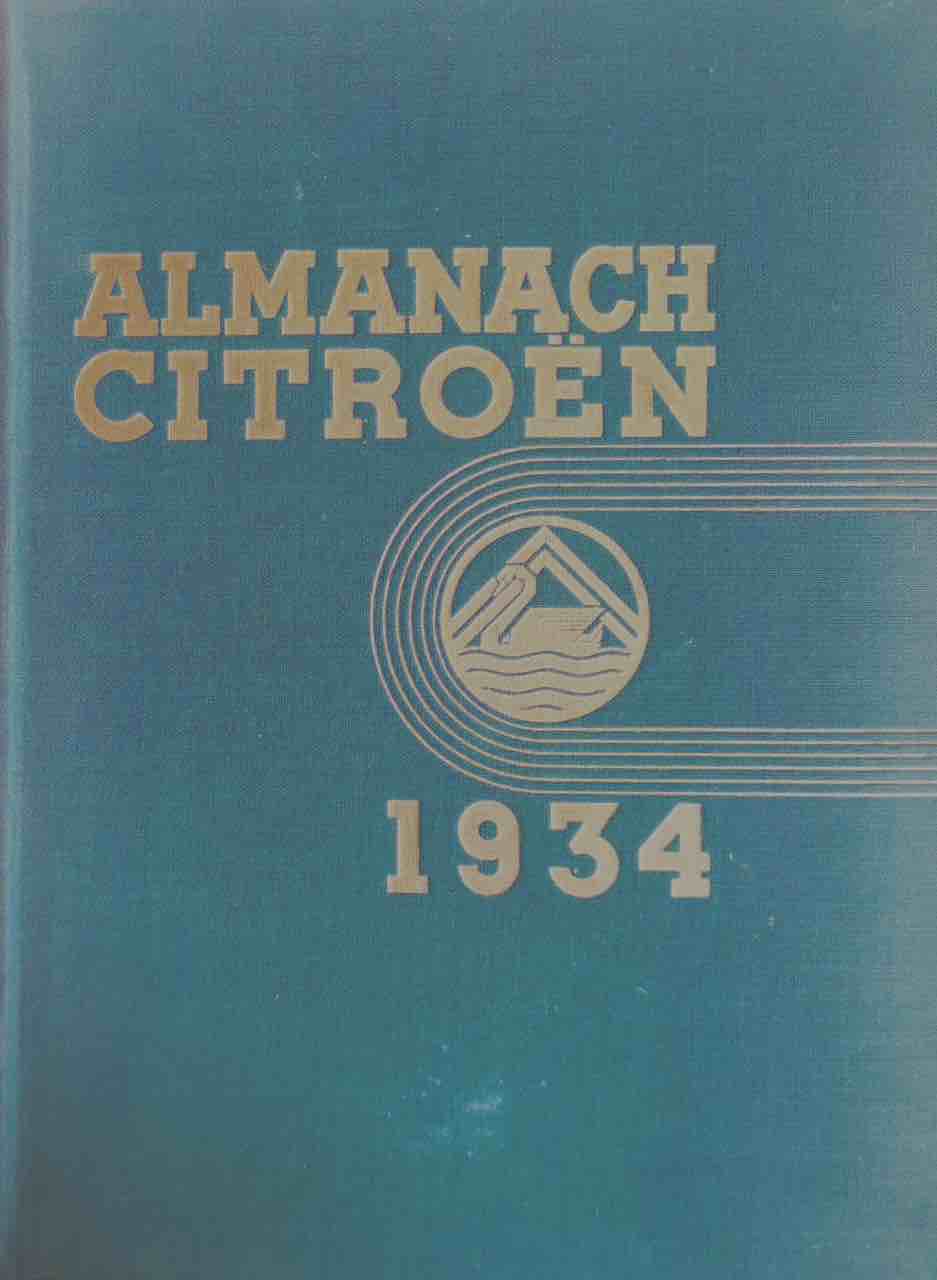 ALMANACH
CITROËN
1934